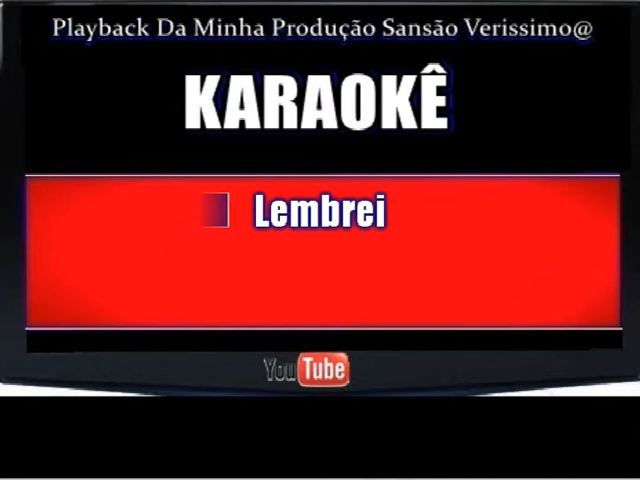 Playback Da Minha Produção Sansão Verissimo@
KARAOKÊ
Lembrei
YouTube